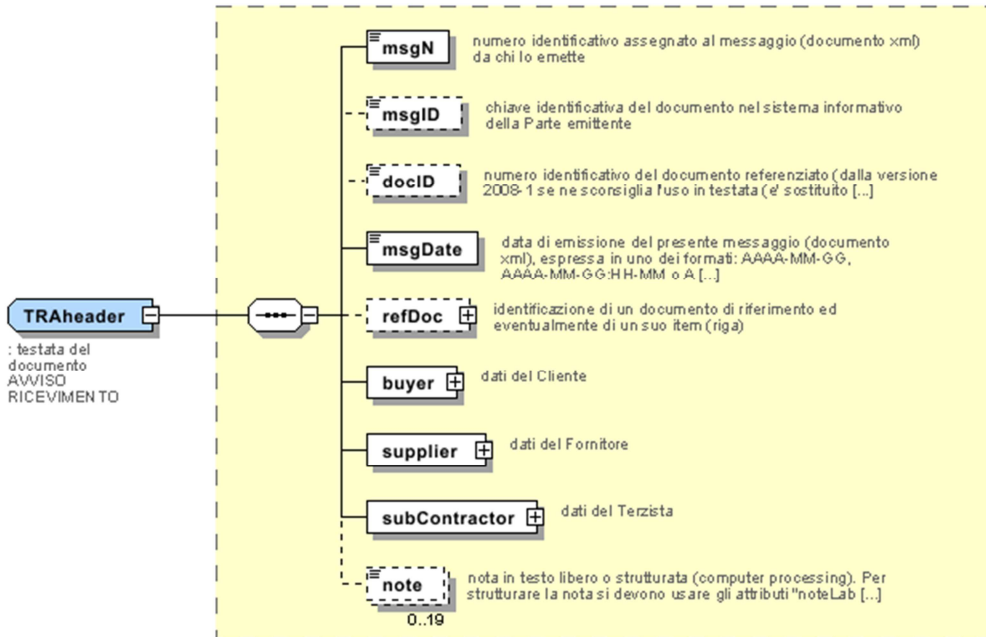 msgN
numero identificativo assegnato al messaggio (documento xml)
da chi lo emette
msgID
chiave identificativa del documento nel sistema informativo
della Parte emittente
docID
numero identificativo del documento referenziato (dalla versione
2008-1 se ne sconsiglia l'uso in testata (e' sostituito [...]
msgDate
data di emissione del presente messaggio (documento
xml), espressa in uno dei formati: AAAA-MM-GG,
AAAA-MM-GG:HH-MM o A [...]
TRAheader
: testata del
documento
AVVISO
RICEVIMENTO
refDoc
identificazione di un documento di riferimento ed
eventualmente di un suo item (riga)
buyer
dati del Cliente
supplier
dati del Fornitore
subContractor
dati del Terzista
note
nota in testo libero o strutturata (computer processing). Per
strutturare la nota si devono usare gli attributi "noteLab [...]
0..19